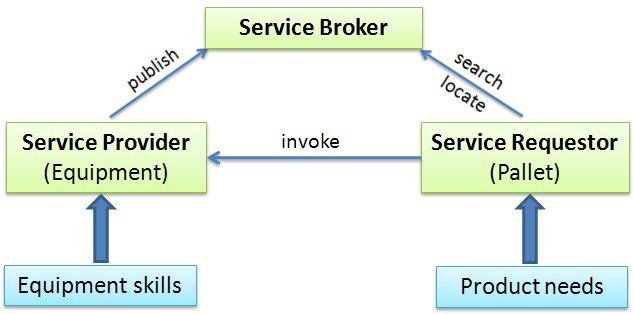 Service Broker
publish
search
locate
Service Provider
(Equipment)
invoke
Service Requestor
(Pallet)
Equipment skills
Product needs